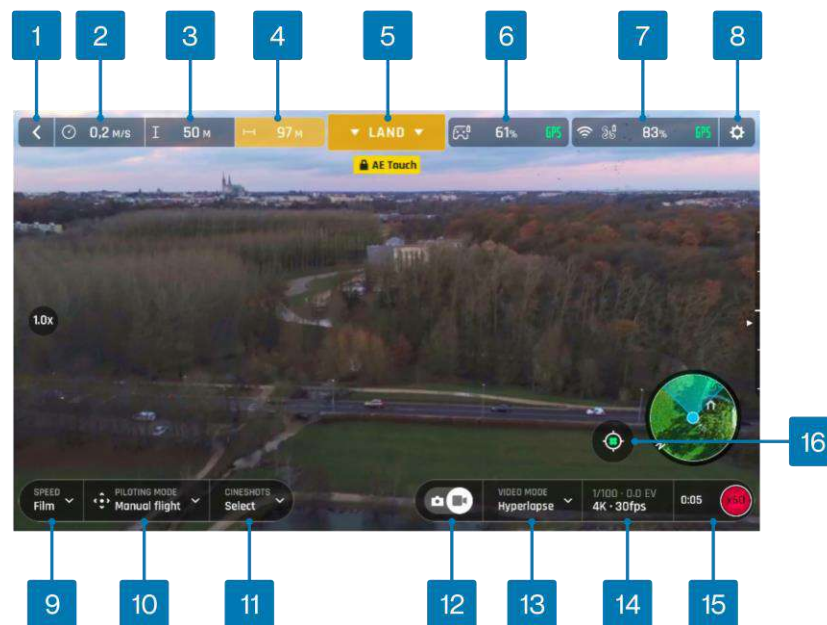 1 2 3 4 5 6 7 8
0,2 M/S 50 M 97 M LAND 61% GPS 83% GPS
AE Touch
1.0x
N
16
SPEED PILOTING MODE CINESHOTS VIDEO MODE 1/100 · 0.0 EV
Film Manual flight Select Hyperlapse 4K · 30fps 0:05 x50
9 10 11 12 13 14 15